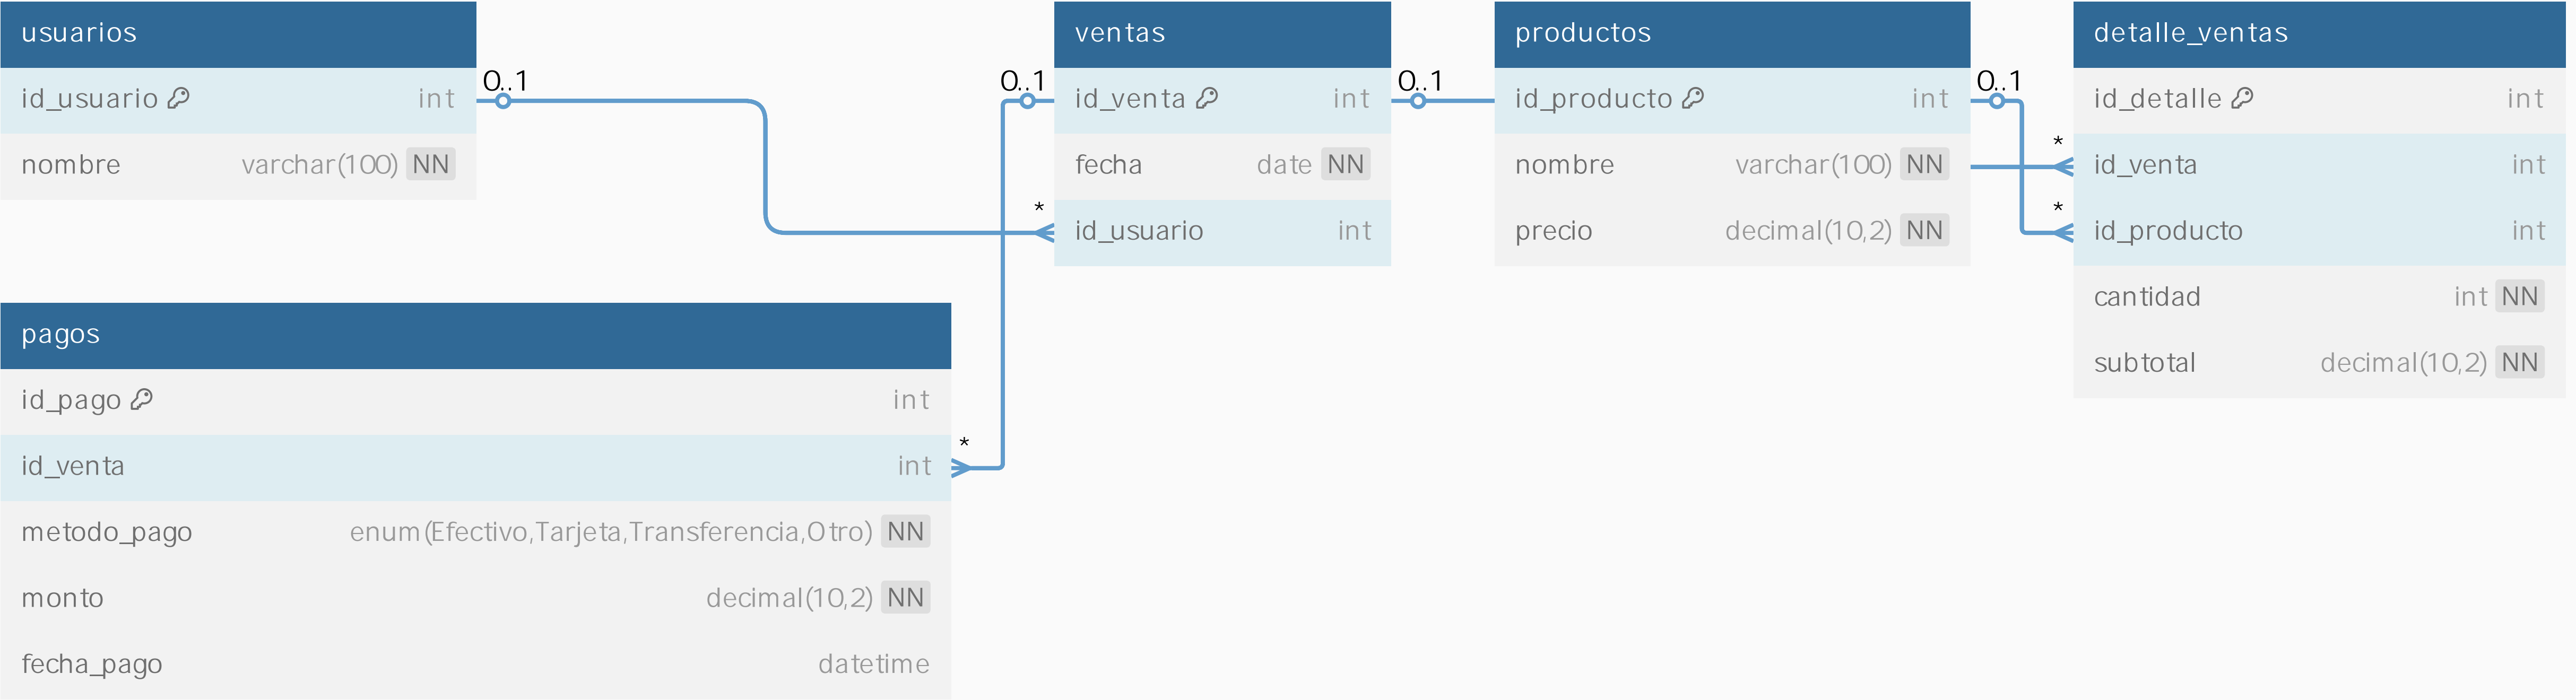 usuarios
id_usuario int
nombre varchar(100) NN
0..1
0..1
*
ventas
id_venta int
fecha date NN
id_usuario int
0..1
productos
id_producto int
nombre varchar(100) NN
precio decimal(10,2) NN
0..1
*
*
detalle_ventas
id_detalle int
id_venta int
id_producto int
cantidad int NN
subtotal decimal(10,2) NN
pagos
id_pago int
id_venta int
*
metodo_pago enum(Efectivo,Tarjeta,Transferencia,Otro) NN
monto decimal(10,2) NN
fecha_pago datetime